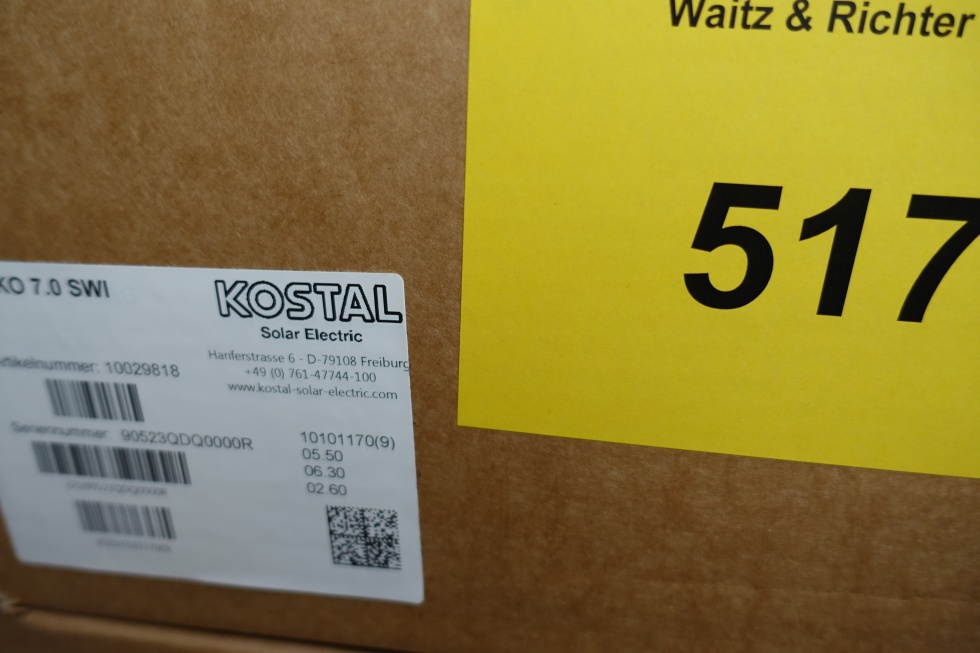 Waitz & Richter
517
KO 7.0 SWI
KOSTAL
Solar Electric
Hanferstrasse 6 - D-79108 Freiburg
+49 (0) 761-47744-100
www.kostal-solar-electric.com
rtikelnummer: 10029818
Seriennummer: 90523QDQ0000R
10101170(9)
05.50
06.30
02.60